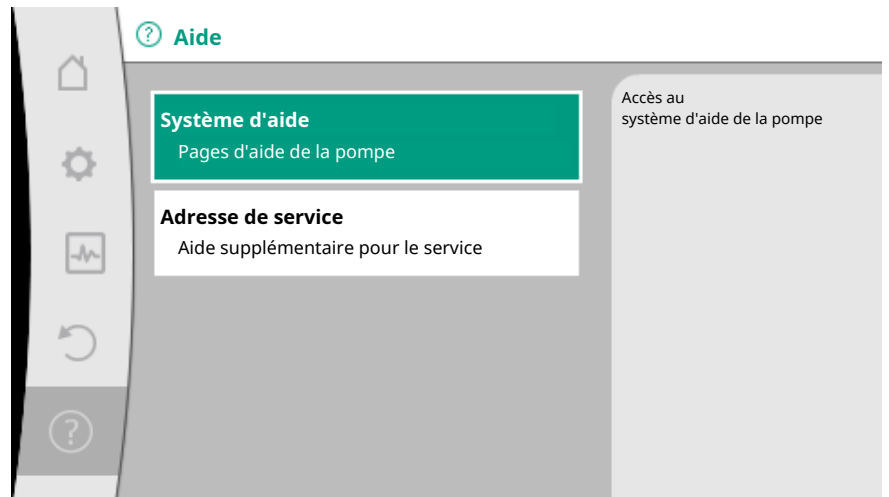 Aide
Système d'aide
Pages d'aide de la pompe
Adresse de service
Aide supplémentaire pour le service
Accès au
système d'aide de la pompe